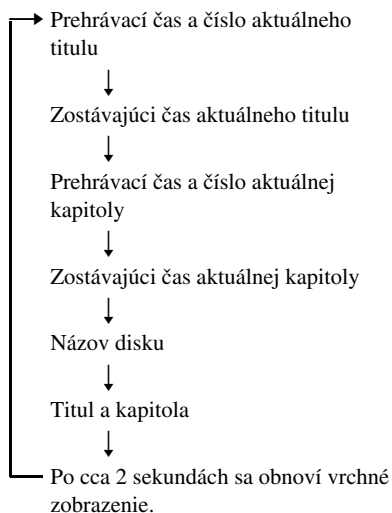 Prehrávací čas a číslo aktuálneho
titulu
Zostávajúci čas aktuálneho titulu
Prehrávací čas a číslo aktuálnej
kapitoly
Zostávajúci čas aktuálnej kapitoly
Názov disku
Titul a kapitola
Po cca 2 sekundách sa obnoví vrchné
zobrazenie.